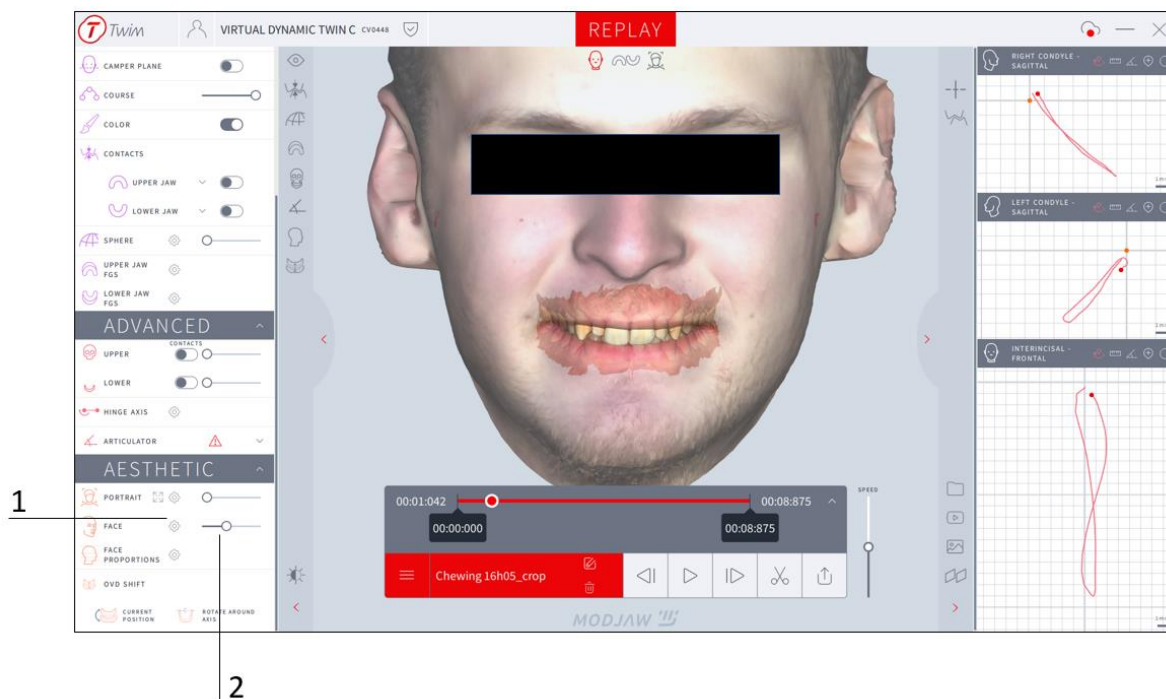 Twim
VIRTUAL DYNAMIC TWIN C CV0448
REPLAY
CAMPER PLANE
COURSE
COLOR
CONTACTS
UPPER JAW
LOWER JAW
SPHERE
UPPER JAW
FGS
LOWER JAW
FGS
ADVANCED
CONTACTS
UPPER
LOWER
HINGE AXIS
ARTICULATOR
AESTHETIC
PORTRAIT
FACE
FACE
PROPORTIONS
OVD SHIFT
CURRENT
POSITION
ROTATE AROUND
AXIS
1
2
00:01:042
00:08:875
00:00:000
00:08:875
SPEED
Chewing 16h05_crop
MODJAW
RIGHT CONDYLE -
SAGITTAL
LEFT CONDYLE -
SAGITTAL
INTERINCISAL -
FRONTAL